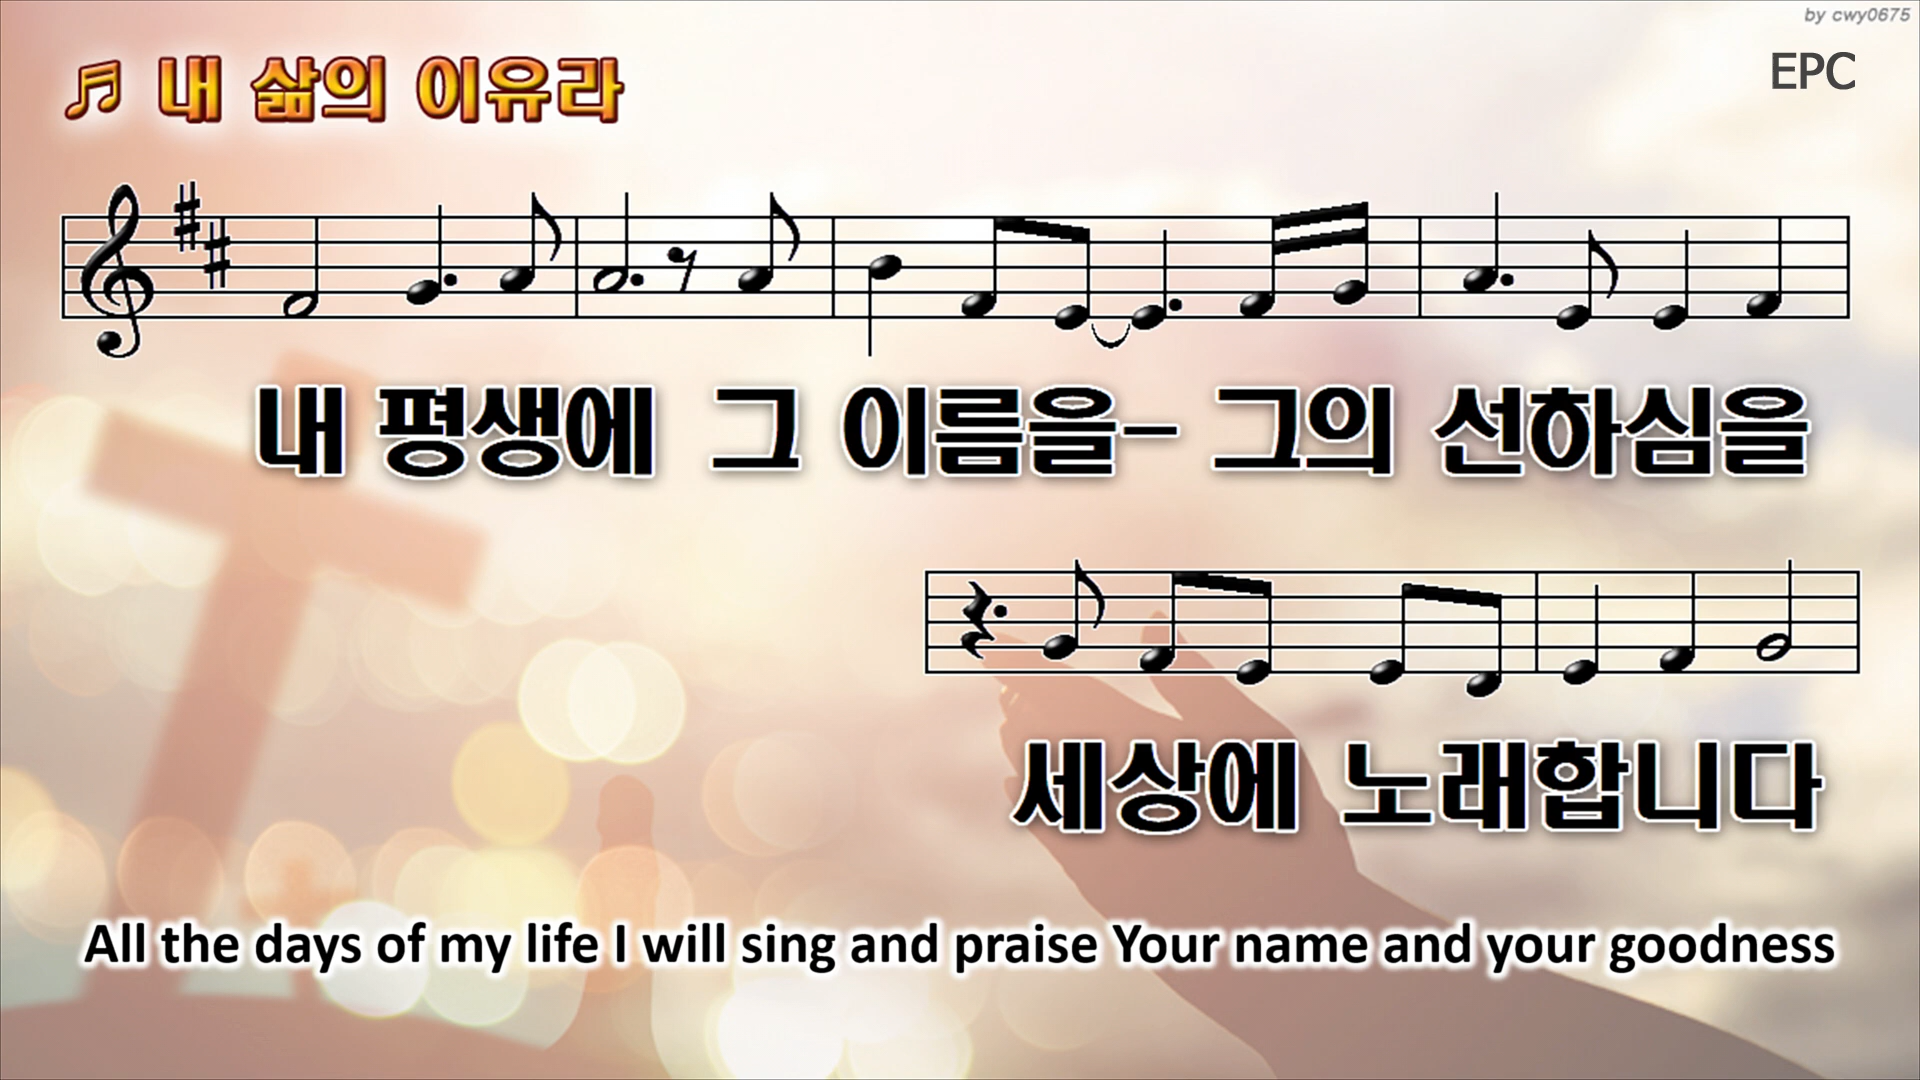 by cwy0675
내 삶의 이유라
EPC
내 평생에 그 이름을- 그의 선하심을
세상에 노래합니다
All the days of my life I will sing and praise Your name and your goodness